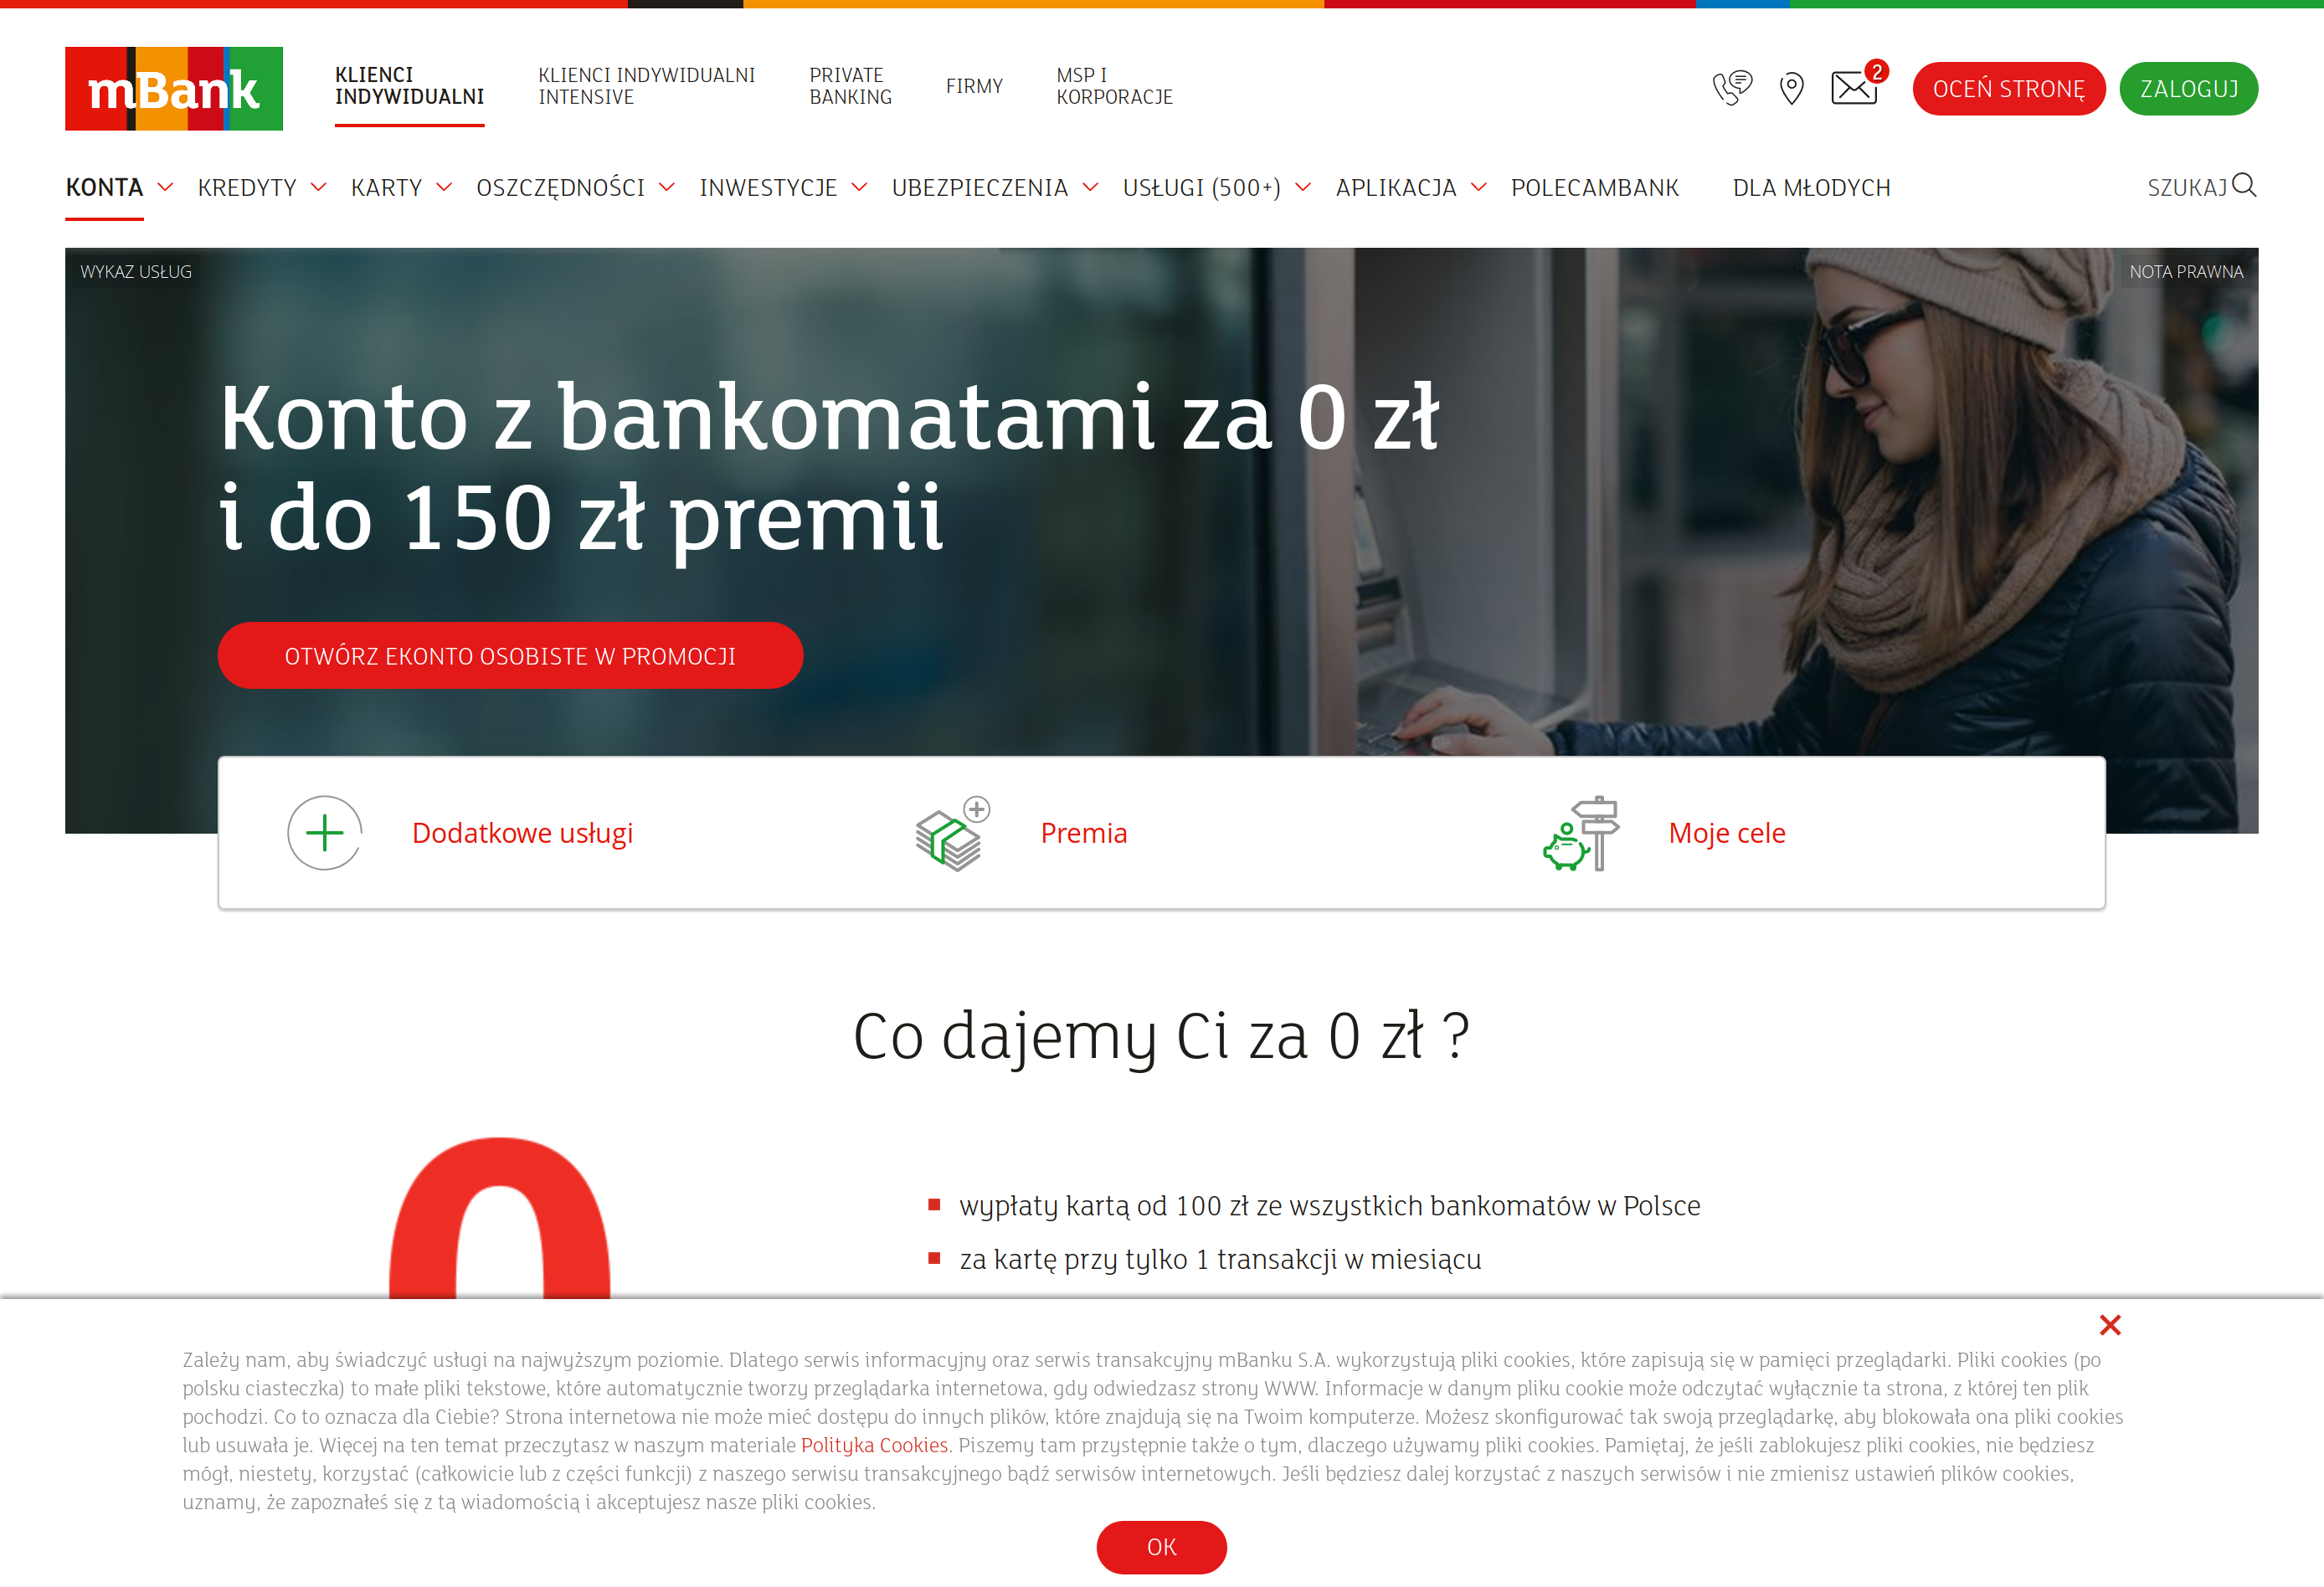 mBank
KLIENCI
INDYWIDUALNI
KLIENCI INDYWIDUALNI
INTENSIVE
PRIVATE
BANKING
FIRMY
MSP I
KORPORACJE
2
OCEŃ STRONĘ
ZALOGUJ
KONTA
KREDYTY
KARTY
OSZCZĘDNOŚCI
INWESTYCJE
UBEZPIECZENIA
USŁUGI (500+)
APLIKACJA
POLECAMBANK
DLA MŁODYCH
SZUKAJ
WYKAZ USŁUG
NOTA PRAWNA
Konto z bankomatami za 0 zł
i do 150 zł premii
OTWÓRZ EKONTO OSOBISTE W PROMOCJI
Dodatkowe usługi
Premia
Moje cele
Co dajemy Ci za 0 zł ?
0
wypłaty kartą od 100 zł ze wszystkich bankomatów w Polsce
za kartę przy tylko 1 transakcji w miesiącu
Zależy nam, aby świadczyć usługi na najwyższym poziomie. Dlatego serwis informacyjny oraz serwis transakcyjny mBanku S.A. wykorzystują pliki cookies, które zapisują się w pamięci przeglądarki. Pliki cookies (po
polsku ciasteczka) to małe pliki tekstowe, które automatycznie tworzy przeglądarka internetowa, gdy odwiedzasz strony WWW. Informacje w danym pliku cookie może odczytać wyłącznie ta strona, z której ten plik
pochodzi. Co to oznacza dla Ciebie? Strona internetowa nie może mieć dostępu do innych plików, które znajdują się na Twoim komputerze. Możesz skonfigurować tak swoją przeglądarkę, aby blokowała ona pliki cookies
lub usuwała je. Więcej na ten temat przeczytasz w naszym materiale Polityka Cookies. Piszemy tam przystępnie także o tym, dlaczego używamy pliki cookies. Pamiętaj, że jeśli zablokujesz pliki cookies, nie będziesz
mógł, niestety, korzystać (całkowicie lub z części funkcji) z naszego serwisu transakcyjnego bądź serwisów internetowych. Jeśli będziesz dalej korzystać z naszych serwisów i nie zmienisz ustawień plików cookies,
uznamy, że zapoznałeś się z tą wiadomością i akceptujesz nasze pliki cookies.
OK